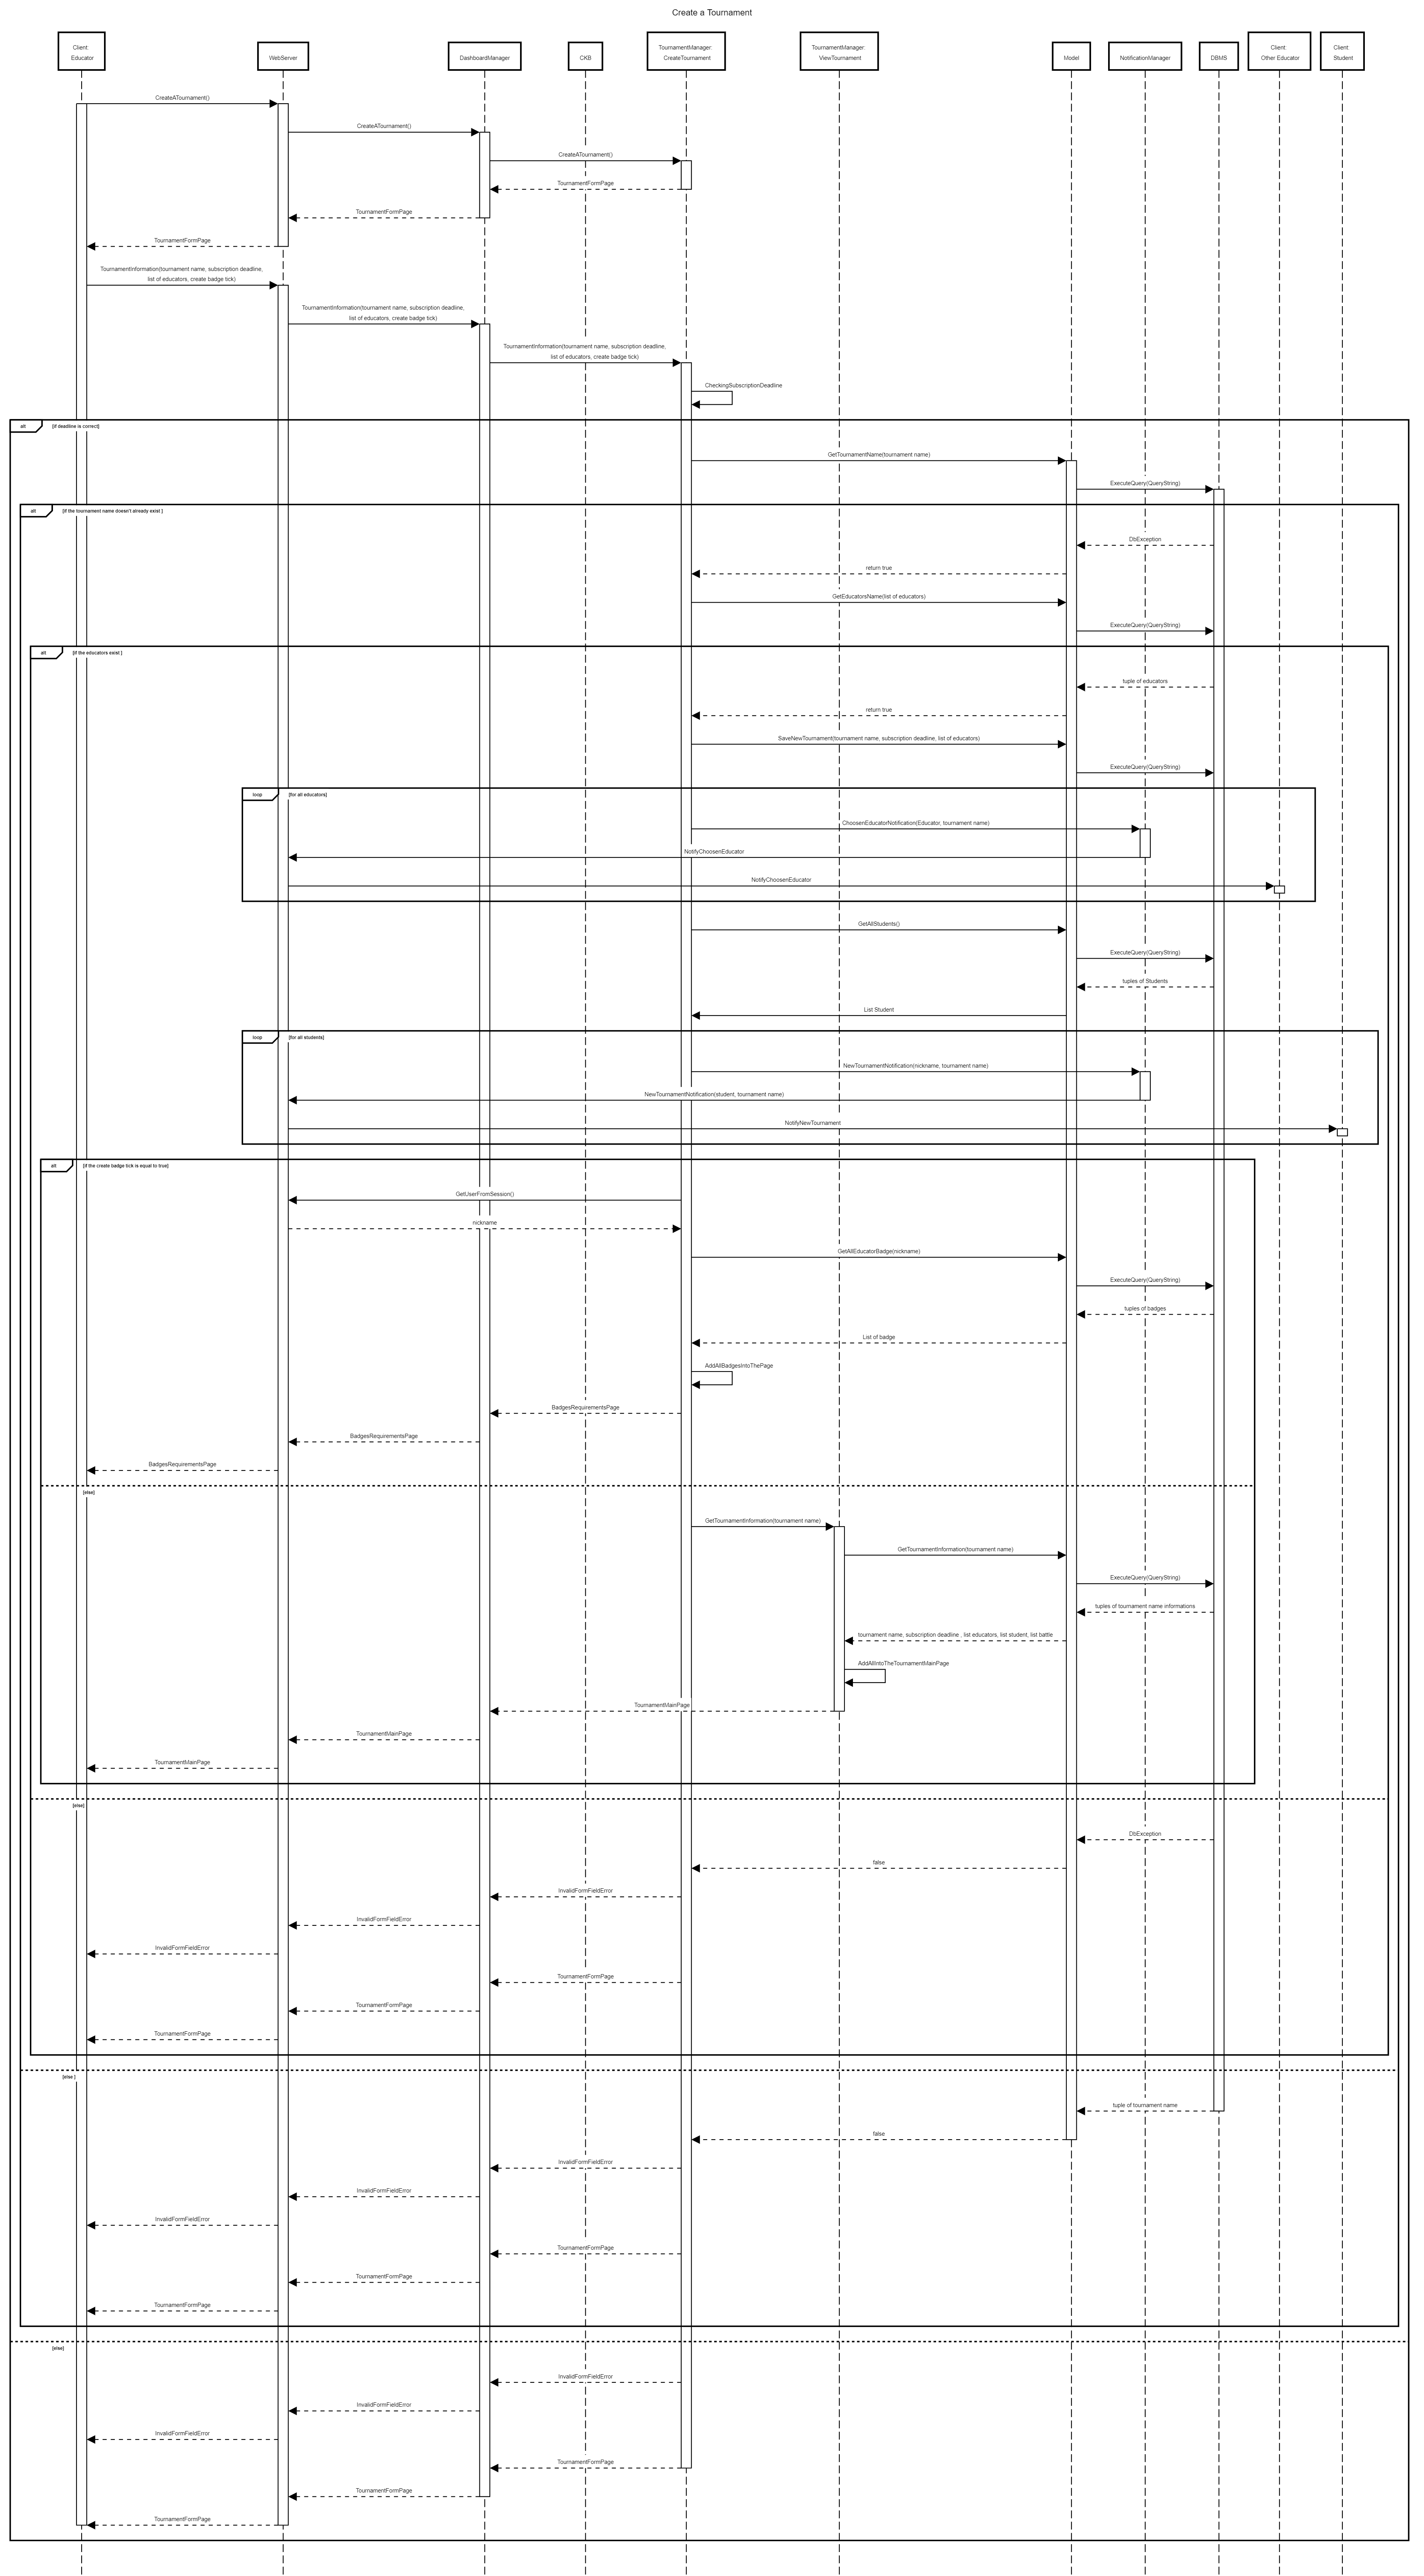 Create a Tournament
Client:
Educator
WebServer
DashboardManager
CKB
TournamentManager:
CreateTournament
TournamentManager:
ViewTournament
Model
NotificationManager
DBMS
Client:
Other Educator
Client:
Student
CreateATournament()
CreateATournament()
CreateATournament()
TournamentFormPage
TournamentFormPage
TournamentFormPage
TournamentInformation(tournament name, subscription deadline,
list of educators, create badge tick)
TournamentInformation(tournament name, subscription deadline,
list of educators, create badge tick)
TournamentInformation(tournament name, subscription deadline,
list of educators, create badge tick)
CheckingSubscriptionDeadline
alt [if deadline is correct]
GetTournamentName(tournament name)
ExecuteQuery(QueryString)
alt [if the tournament name doesn't already exist ]
DbException
return true
GetEducatorsName(list of educators)
ExecuteQuery(QueryString)
alt [if the educators exist ]
tuple of educators
return true
SaveNewTournament(tournament name, subscription deadline, list of educators)
ExecuteQuery(QueryString)
loop [for all educators]
ChoosenEducatorNotification(Educator, tournament name)
NotifyChoosenEducator
NotifyChoosenEducator
GetAllStudents()
ExecuteQuery(QueryString)
tuples of Students
List Student
loop [for all students]
NewTournamentNotification(nickname, tournament name)
NewTournamentNotification(student, tournament name)
NotifyNewTournament
alt [if the create badge tick is equal to true]
GetUserFromSession()
nickname
GetAllEducatorBadge(nickname)
ExecuteQuery(QueryString)
tuples of badges
List of badge
AddAllBadgesIntoThePage
BadgesRequirementsPage
BadgesRequirementsPage
BadgesRequirementsPage
[else]
GetTournamentInformation(tournament name)
GetTournamentInformation(tournament name)
ExecuteQuery(QueryString)
tuples of tournament name informations
tournament name, subscription deadline , list educators, list student, list battle
AddAllIntoTheTournamentMainPage
TournamentMainPage
TournamentMainPage
TournamentMainPage
[else]
DbException
false
InvalidFormFieldError
InvalidFormFieldError
InvalidFormFieldError
TournamentFormPage
TournamentFormPage
TournamentFormPage
[else ]
tuple of tournament name
false
InvalidFormFieldError
InvalidFormFieldError
InvalidFormFieldError
TournamentFormPage
TournamentFormPage
TournamentFormPage
[else]
InvalidFormFieldError
InvalidFormFieldError
InvalidFormFieldError
TournamentFormPage
TournamentFormPage
TournamentFormPage